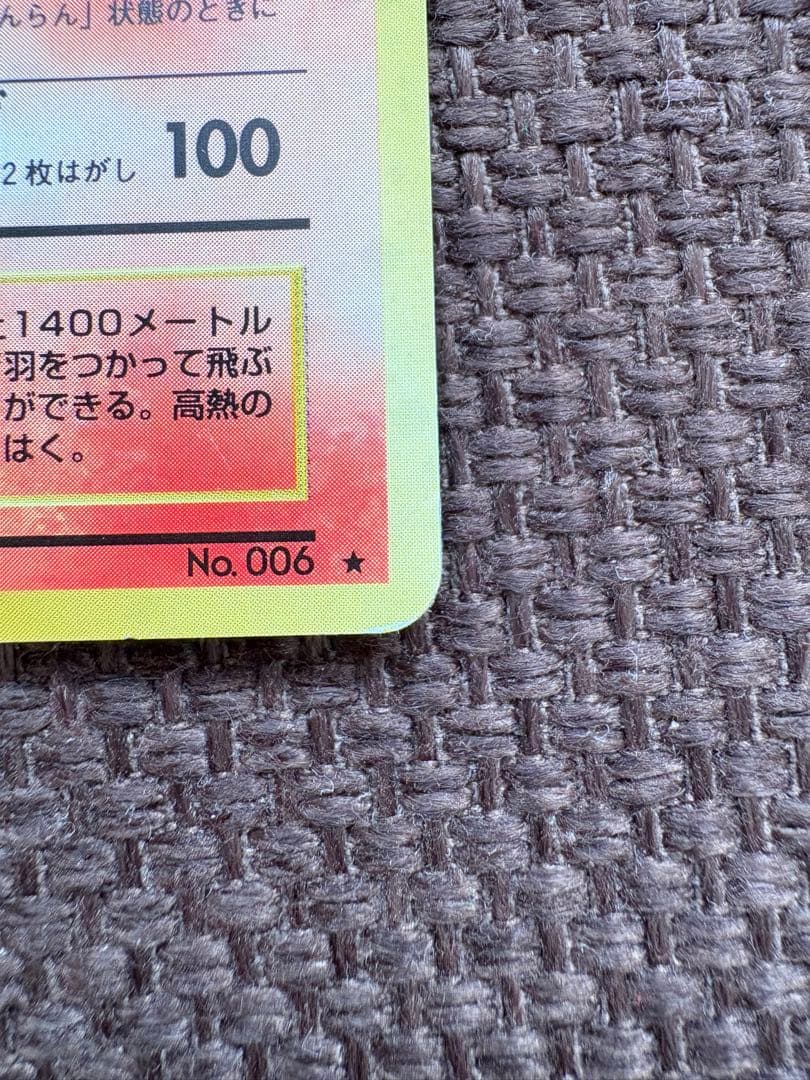 んらん」状態のときに
2枚はがし 100
1400メートル
羽をつかって飛ぶ
ができる。高熱の
はく。
No. 006 ★